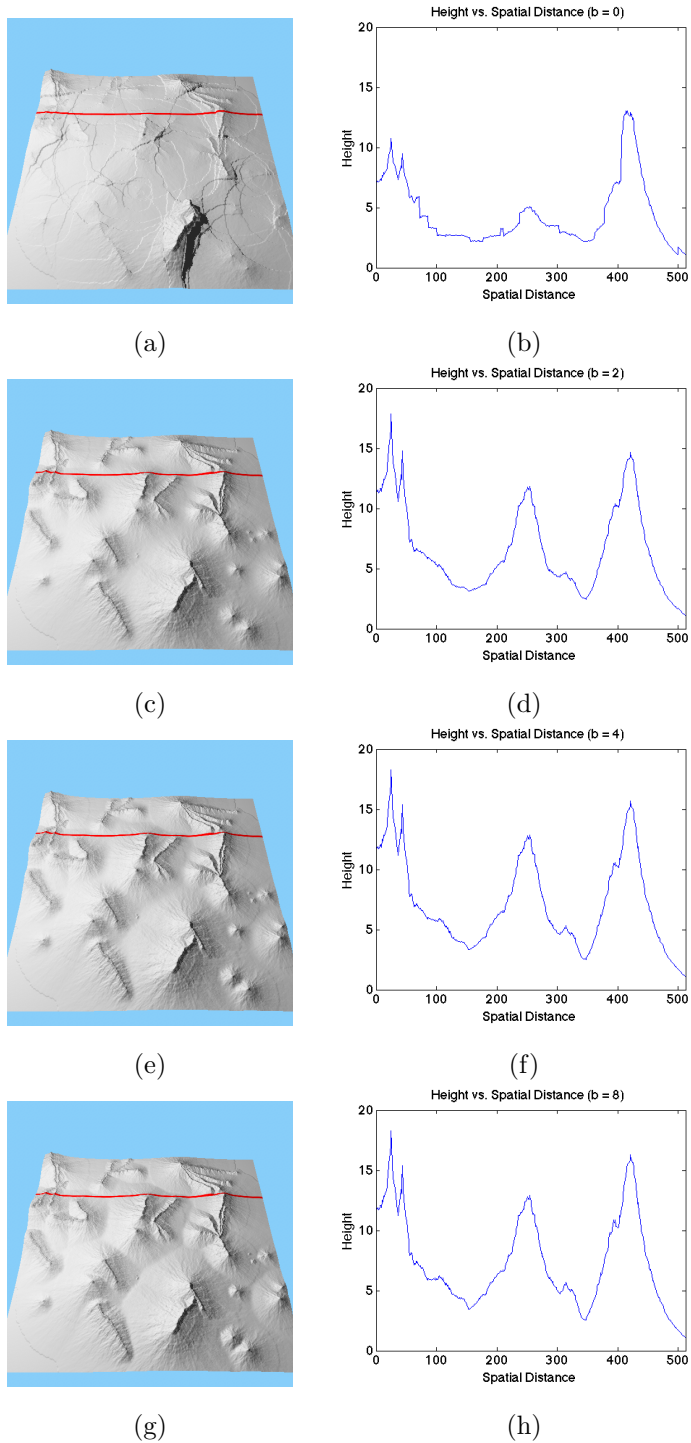 Height vs. Spatial Distance (b = 0)
20
15
10
5
0
Height
0 100 200 300 400 500
Spatial Distance
(a)
(b)
Height vs. Spatial Distance (b = 2)
20
15
10
5
0
Height
0 100 200 300 400 500
Spatial Distance
(c)
(d)
Height vs. Spatial Distance (b = 4)
20
15
10
5
0
Height
0 100 200 300 400 500
Spatial Distance
(e)
(f)
Height vs. Spatial Distance (b = 8)
20
15
10
5
0
Height
0 100 200 300 400 500
Spatial Distance
(g)
(h)